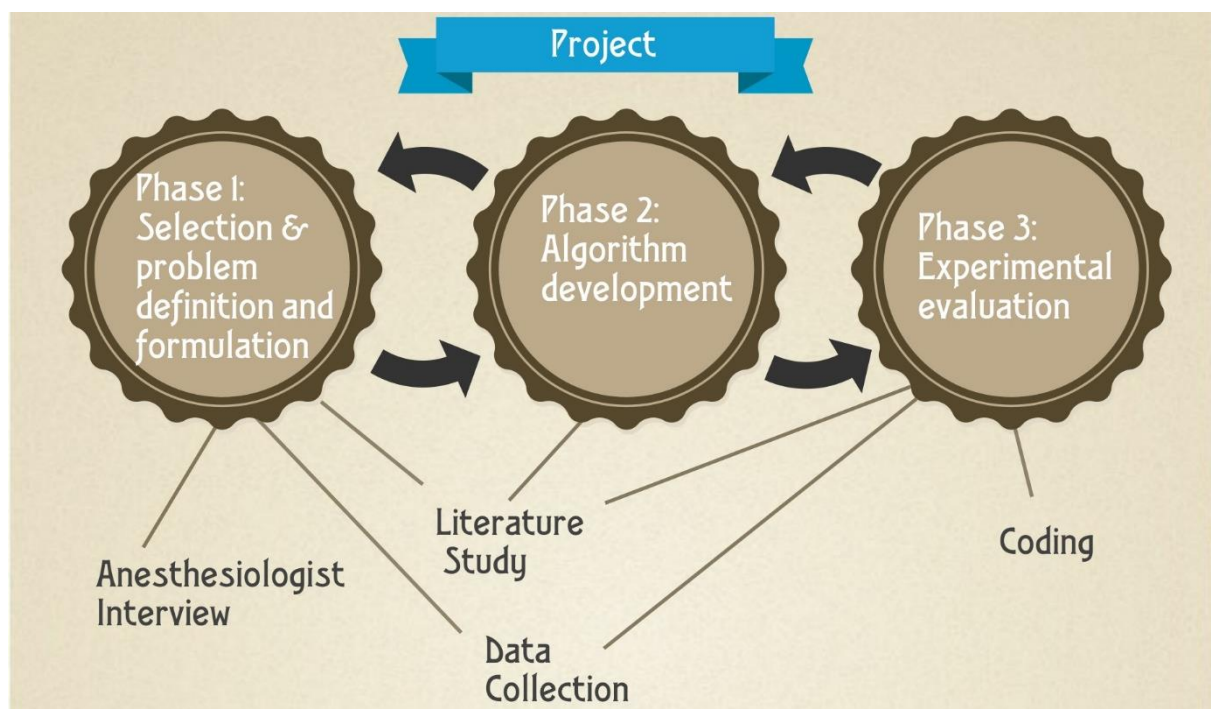 Project
Phase 1:
Selection &
problem
definition and
formulation
Phase 2:
Algorithm
development
Phase 3:
Experimental
evaluation
Anesthesiologist
Interview
Literature
Study
Data
Collection
Coding